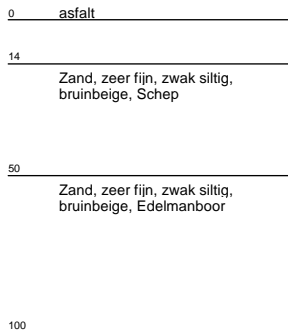 0 asfalt
14
Zand, zeer fijn, zwak siltig,
bruinbeige, Schep
50
Zand, zeer fijn, zwak siltig,
bruinbeige, Edelmanboor
100